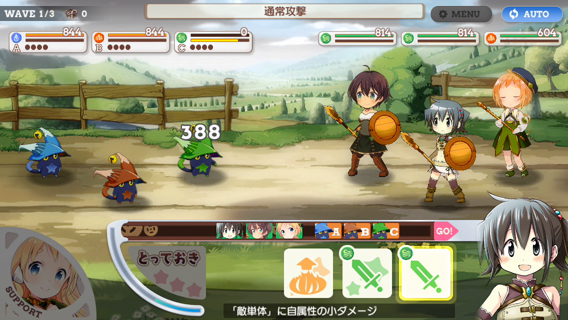 WAVE 1/3 0
通常攻撃
MENU
AUTO
844
A
844
B
0
C
814
814
604
388
A B C GO!
とっておき
SUPPORT
「敵単体」に自属性の小ダメージ